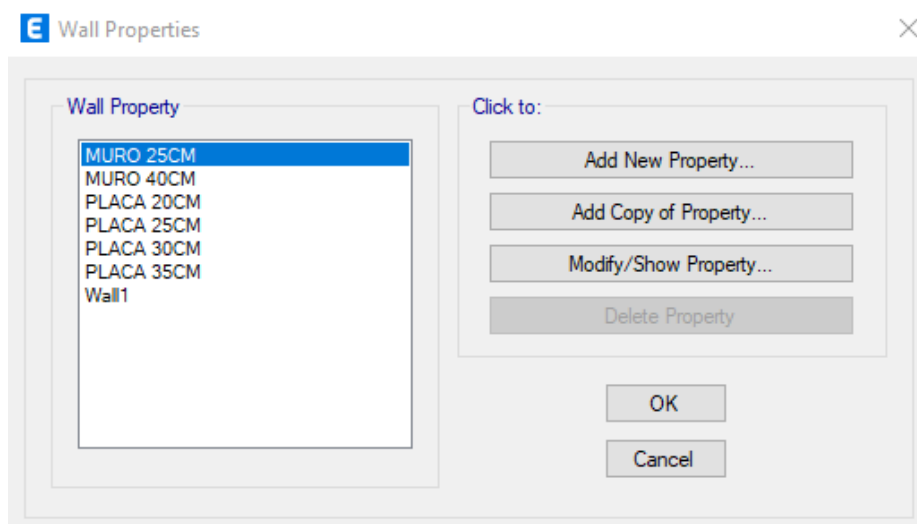 E Wall Properties
Wall Property
MURO 25CM
MURO 40CM
PLACA 20CM
PLACA 25CM
PLACA 30CM
PLACA 35CM
Wall1
Click to:
Add New Property...
Add Copy of Property...
Modify/Show Property...
Delete Property
OK
Cancel